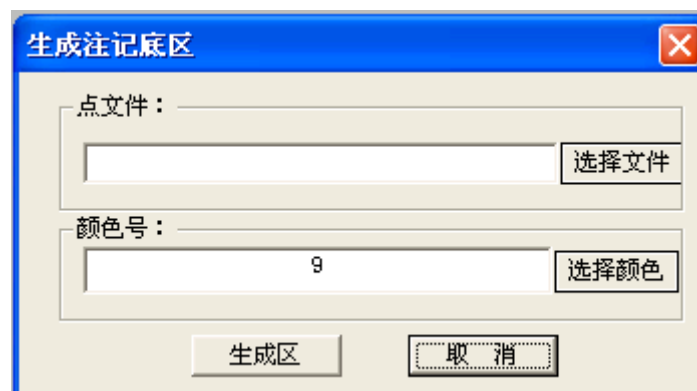 生成注记底区
点文件：
选择文件
颜色号：
9
选择颜色
生成区
取 消